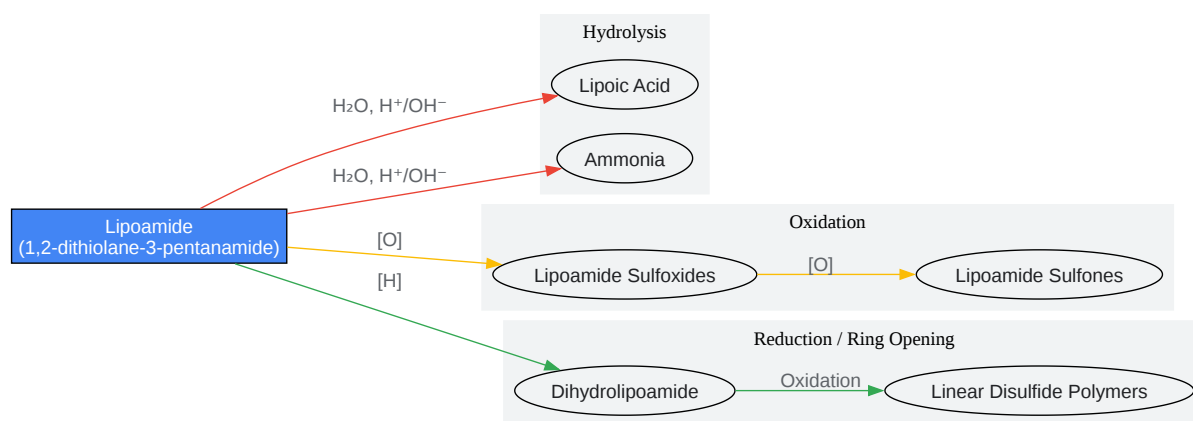 Hydrolysis
Lipoic Acid
H₂O, H⁺/OH⁻
Ammonia
H₂O, H⁺/OH⁻
Lipoamide
(1,2-dithiolane-3-pentanamide)
Oxidation
[O]
Lipoamide Sulfoxides
[O]
Lipoamide Sulfones
[H]
Reduction / Ring Opening
Dihydrolipoamide
Oxidation
Linear Disulfide Polymers